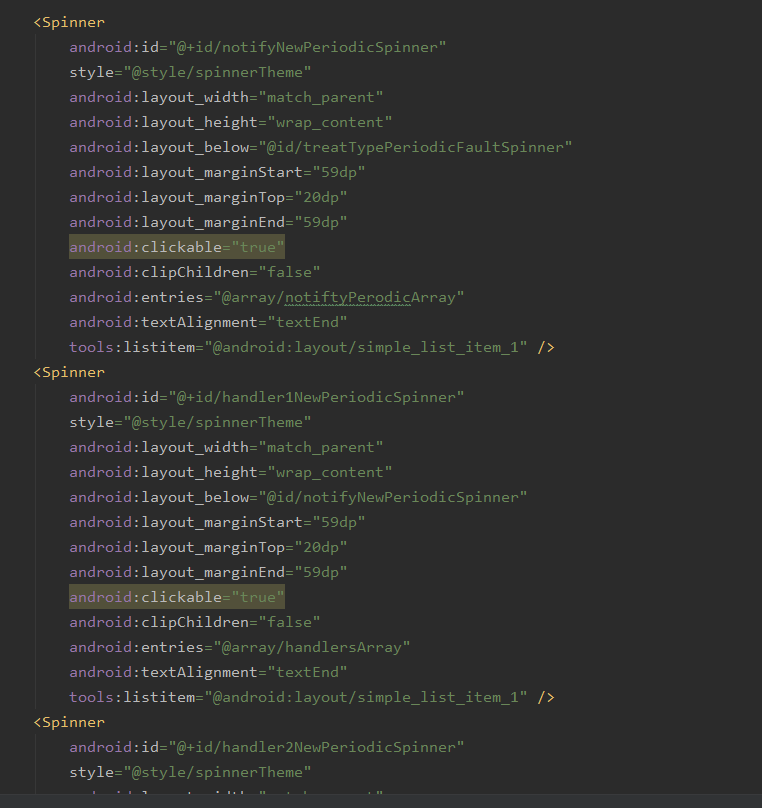 <Spinner
android:id="@+id/notifyNewPeriodicSpinner"
style="@style/spinnerTheme"
android:layout_width="match_parent"
android:layout_height="wrap_content"
android:layout_below="@id/treatTypePeriodicFaultSpinner"
android:layout_marginStart="59dp"
android:layout_marginTop="20dp"
android:layout_marginEnd="59dp"
android:clickable="true"
android:clipChildren="false"
android:entries="@array/notiftyPerodicArray"
android:textAlignment="textEnd"
tools:listitem="@android:layout/simple_list_item_1" />
<Spinner
android:id="@+id/handler1NewPeriodicSpinner"
style="@style/spinnerTheme"
android:layout_width="match_parent"
android:layout_height="wrap_content"
android:layout_below="@id/notifyNewPeriodicSpinner"
android:layout_marginStart="59dp"
android:layout_marginTop="20dp"
android:layout_marginEnd="59dp"
android:clickable="true"
android:clipChildren="false"
android:entries="@array/handlersArray"
android:textAlignment="textEnd"
tools:listitem="@android:layout/simple_list_item_1" />
<Spinner
android:id="@+id/handler2NewPeriodicSpinner"
style="@style/spinnerTheme"